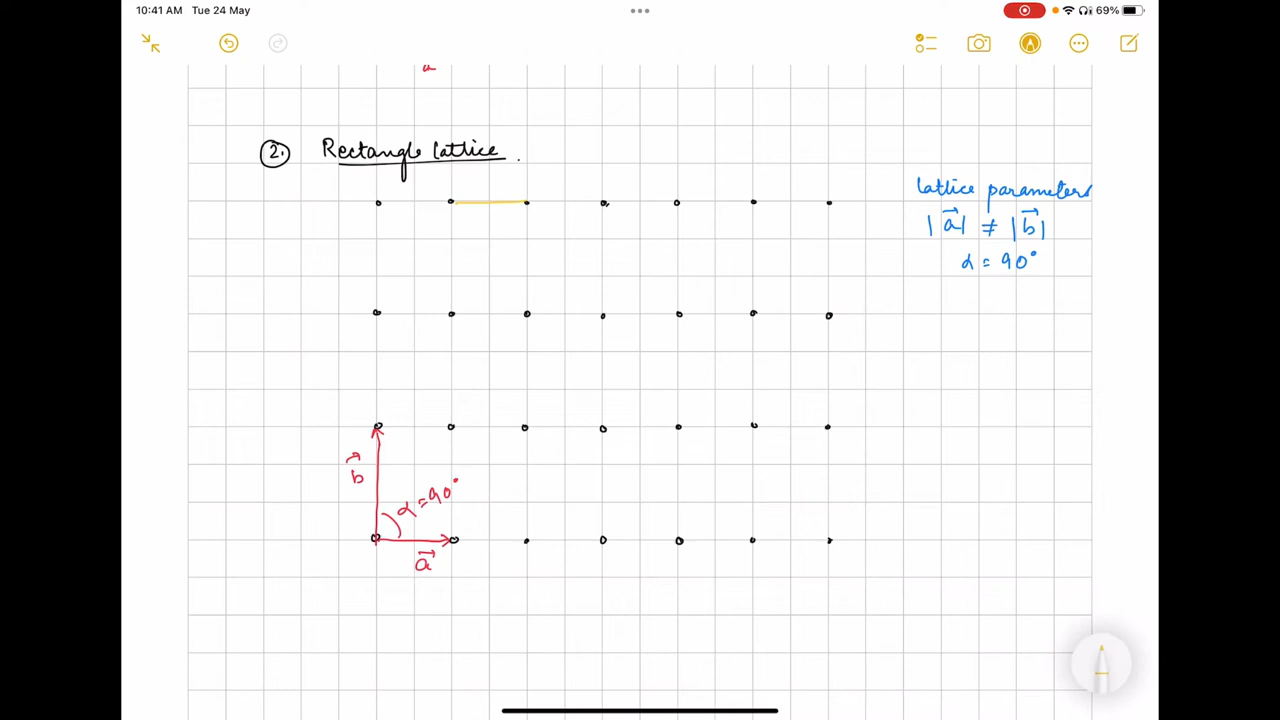 10:41 AM Tue 24 May
69%
a
2. Rectangle lattice.
lattice parameters
|a⃗| ≠ |b⃗|
α = 90°
b⃗
α = 90°
a⃗